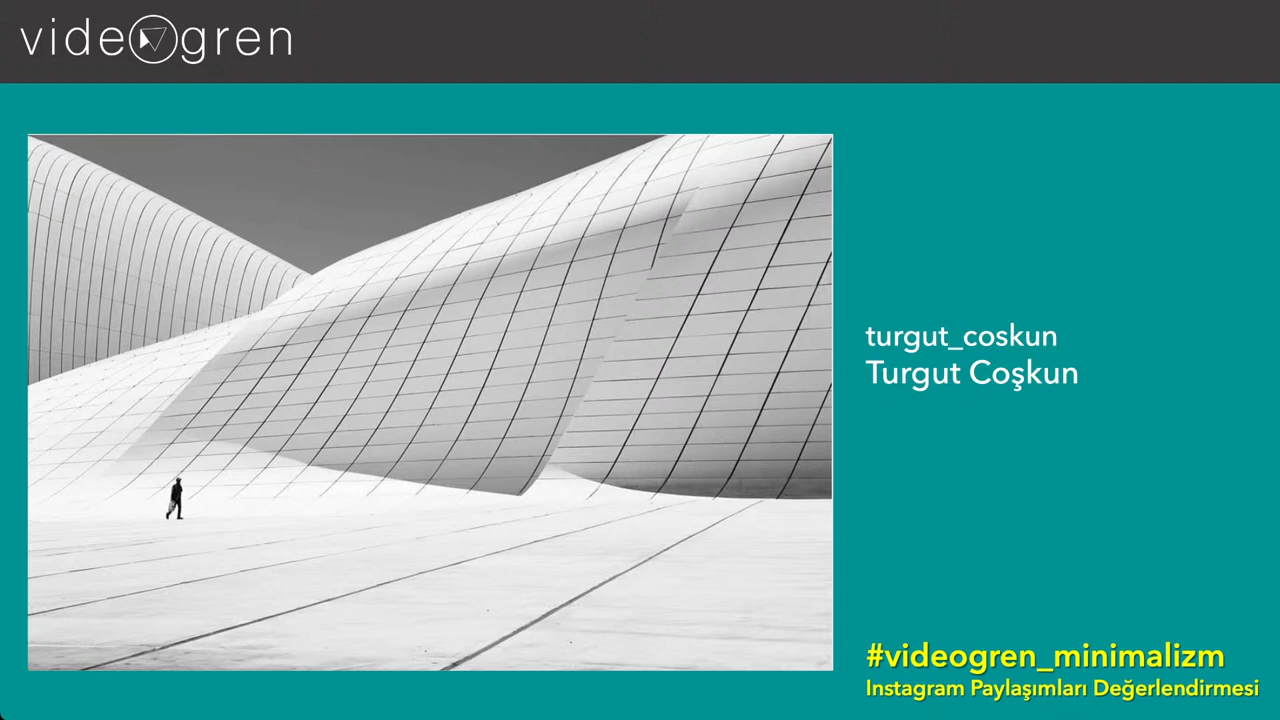 videogren
turgut_coskun
Turgut Coşkun
#videogren_minimalizm
Instagram Paylaşımları Değerlendirmesi